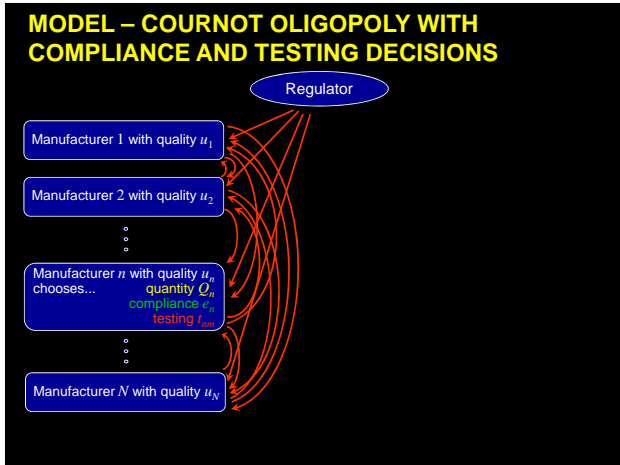 MODEL – COURNOT OLIGOPOLY WITH
COMPLIANCE AND TESTING DECISIONS
Regulator
Manufacturer 1 with quality u₁
Manufacturer 2 with quality u₂
Manufacturer n with quality uₙ
chooses... quantity Qₙ
compliance eₙ
testing tₙₘ
Manufacturer N with quality u_N